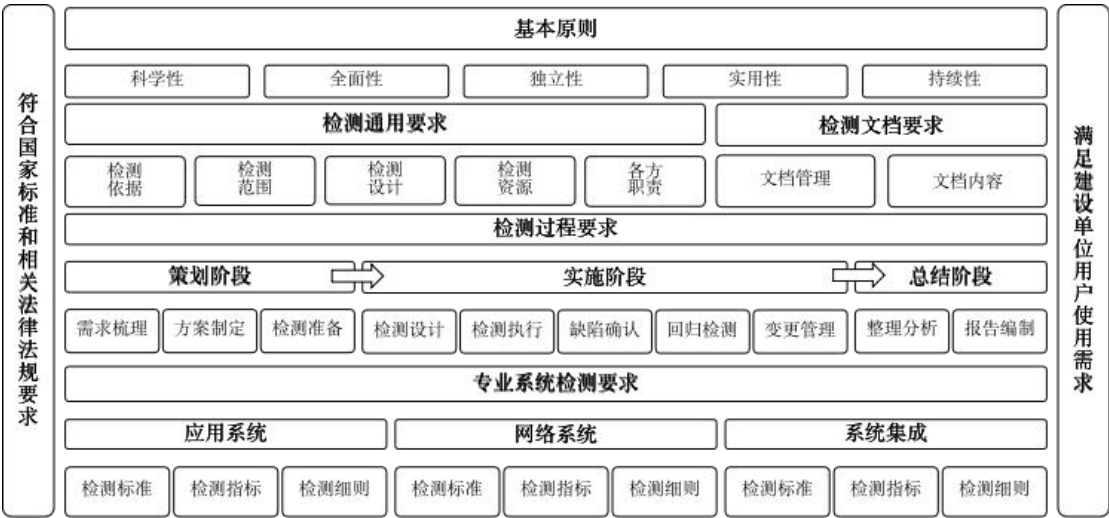 符合国家标准和相关法律法规要求
基本原则
科学性 全面性 独立性 实用性 持续性
检测通用要求 检测文档要求
检测依据 检测范围 检测设计 检测资源 各方职责 文档管理 文档内容
检测过程要求
策划阶段 实施阶段 总结阶段
需求梳理 方案制定 检测准备 检测设计 检测执行 缺陷确认 回归检测 变更管理 整理分析 报告编制
专业系统检测要求
应用系统 网络系统 系统集成
检测标准 检测指标 检测细则 检测标准 检测指标 检测细则 检测标准 检测指标 检测细则
满足建设单位用户使用需求